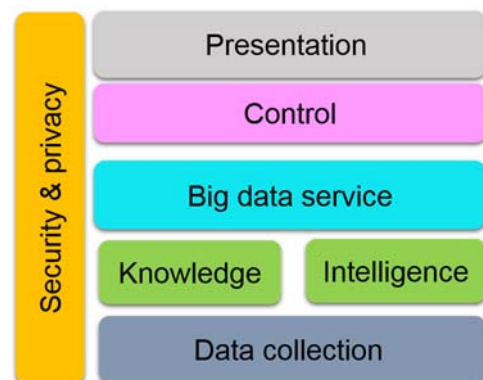 Security & privacy
Presentation
Control
Big data service
Knowledge
Intelligence
Data collection